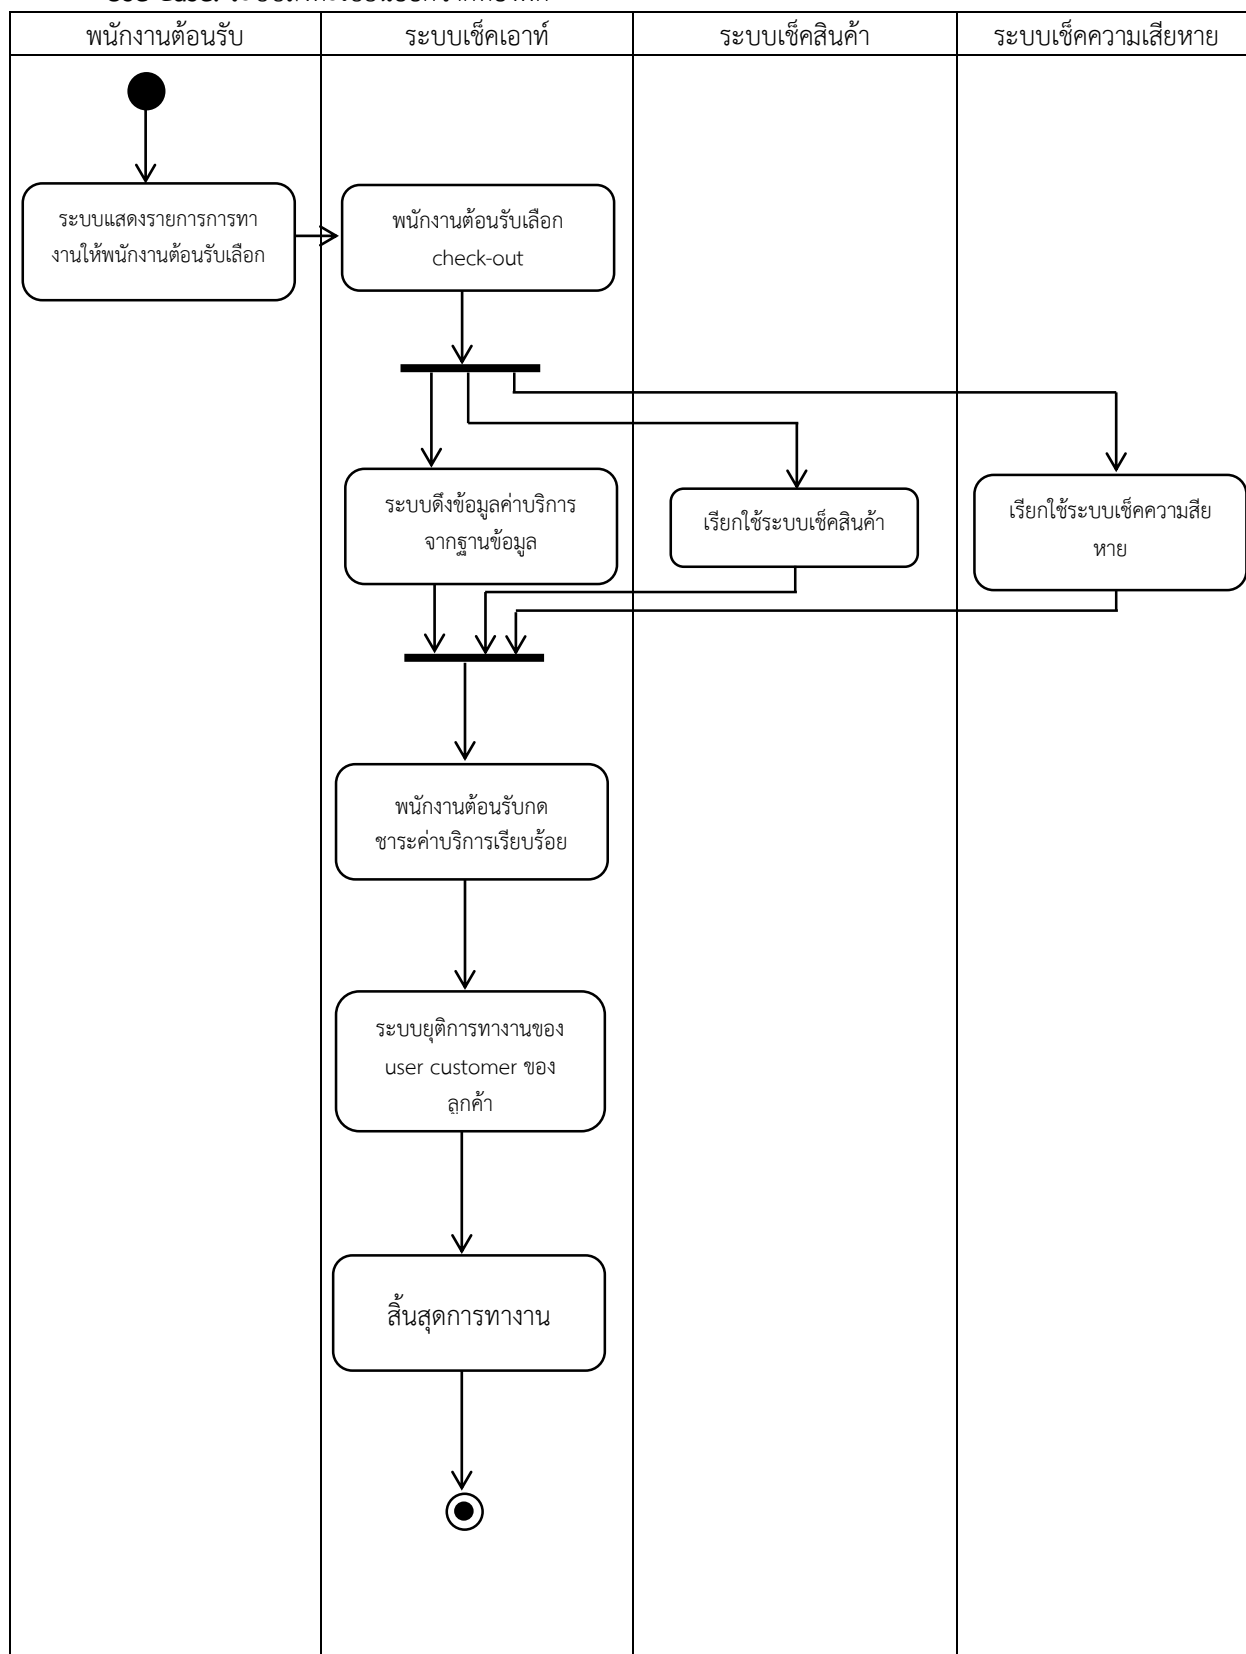 พนักงานต้อนรับ ระบบเช็คเอาท์ ระบบเช็คสินค้า ระบบเช็คความเสียหาย
ระบบแสดงรายการการทา
งานให้พนักงานต้อนรับเลือก
พนักงานต้อนรับเลือก
check-out
ระบบดึงข้อมูลค่าบริการ
จากฐานข้อมูล
เรียกใช้ระบบเช็คสินค้า
เรียกใช้ระบบเช็คความสีย
หาย
พนักงานต้อนรับกด
ชาระค่าบริการเรียบร้อย
ระบบยุติการทางานของ
user customer ของ
ลูกค้า
สิ้นสุดการทางาน